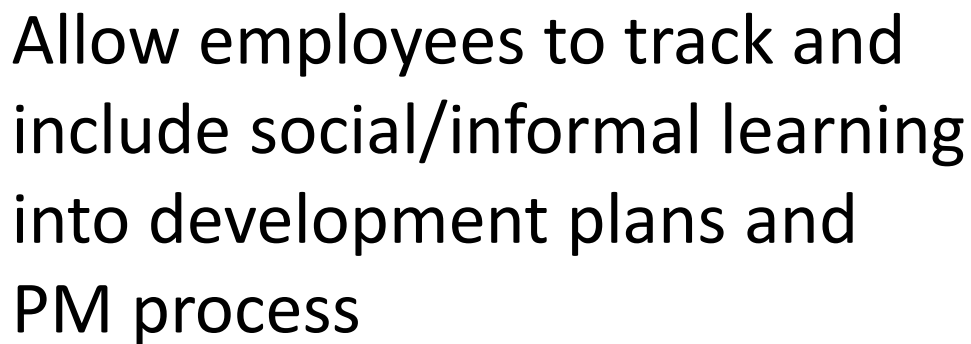 Allow employees to track and
include social/informal learning
into development plans and
PM process